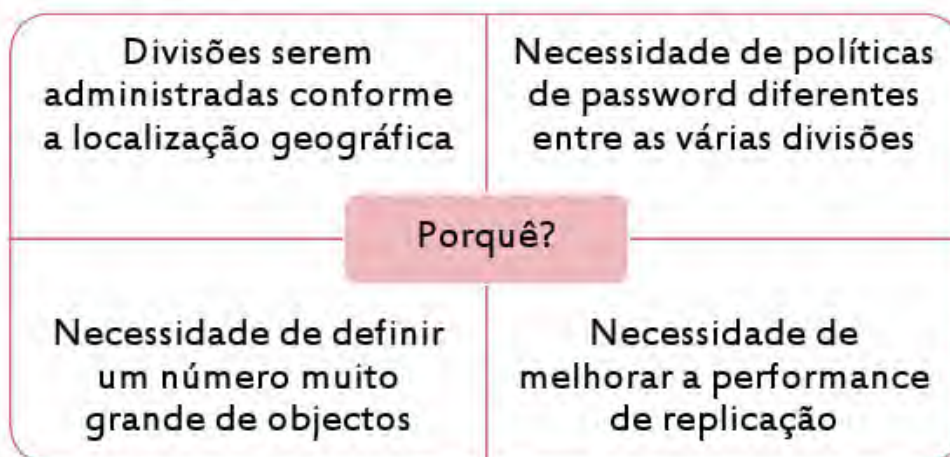 Divisões serem
administradas conforme
a localização geográfica
Necessidade de políticas
de password diferentes
entre as várias divisões
Porquê?
Necessidade de definir
um número muito
grande de objectos
Necessidade de
melhorar a performance
de replicação